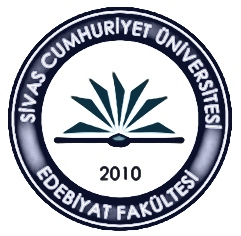 SİVAS CUMHURİYET ÜNİVERSİTESİ
2010
EDEBİYAT FAKÜLTESİ